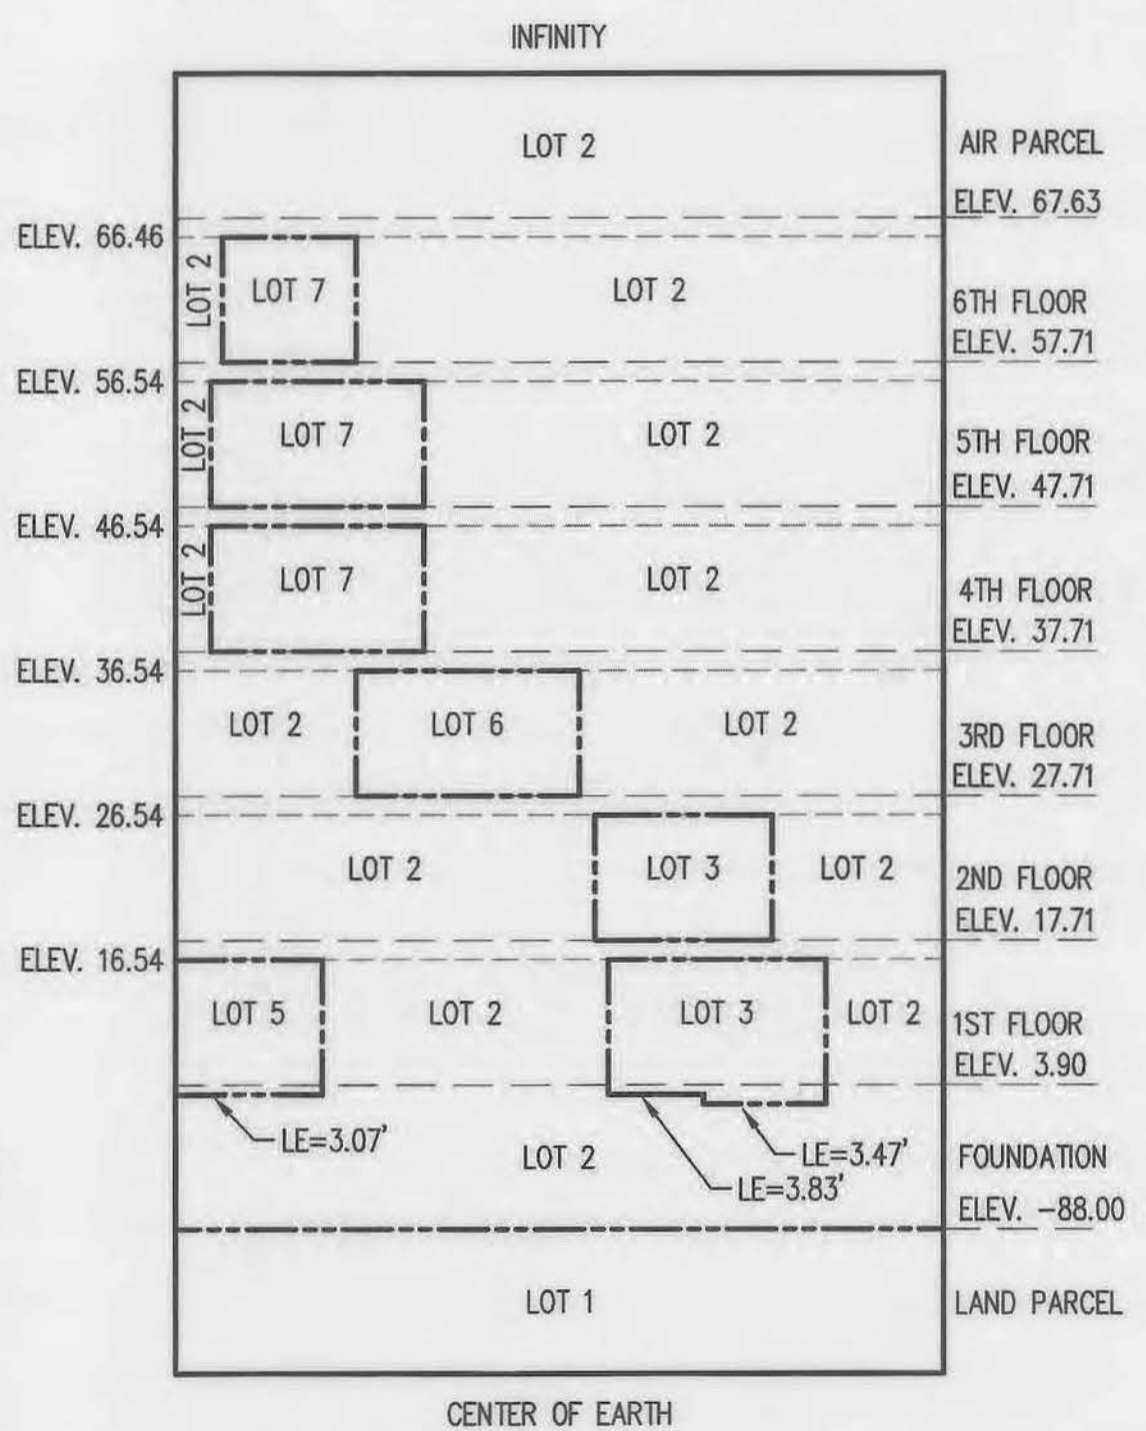 INFINITY
LOT 2
AIR PARCEL
ELEV. 67.63
ELEV. 66.46
LOT 2
LOT 7
LOT 2
6TH FLOOR
ELEV. 57.71
ELEV. 56.54
LOT 2
LOT 7
LOT 2
5TH FLOOR
ELEV. 47.71
ELEV. 46.54
LOT 2
LOT 7
LOT 2
4TH FLOOR
ELEV. 37.71
ELEV. 36.54
LOT 2
LOT 6
LOT 2
3RD FLOOR
ELEV. 27.71
ELEV. 26.54
LOT 2
LOT 3
LOT 2
2ND FLOOR
ELEV. 17.71
ELEV. 16.54
LOT 5
LOT 2
LOT 3
LOT 2
1ST FLOOR
ELEV. 3.90
LE=3.07'
LOT 2
LE=3.47'
LE=3.83'
FOUNDATION
ELEV. -88.00
LOT 1
LAND PARCEL
CENTER OF EARTH